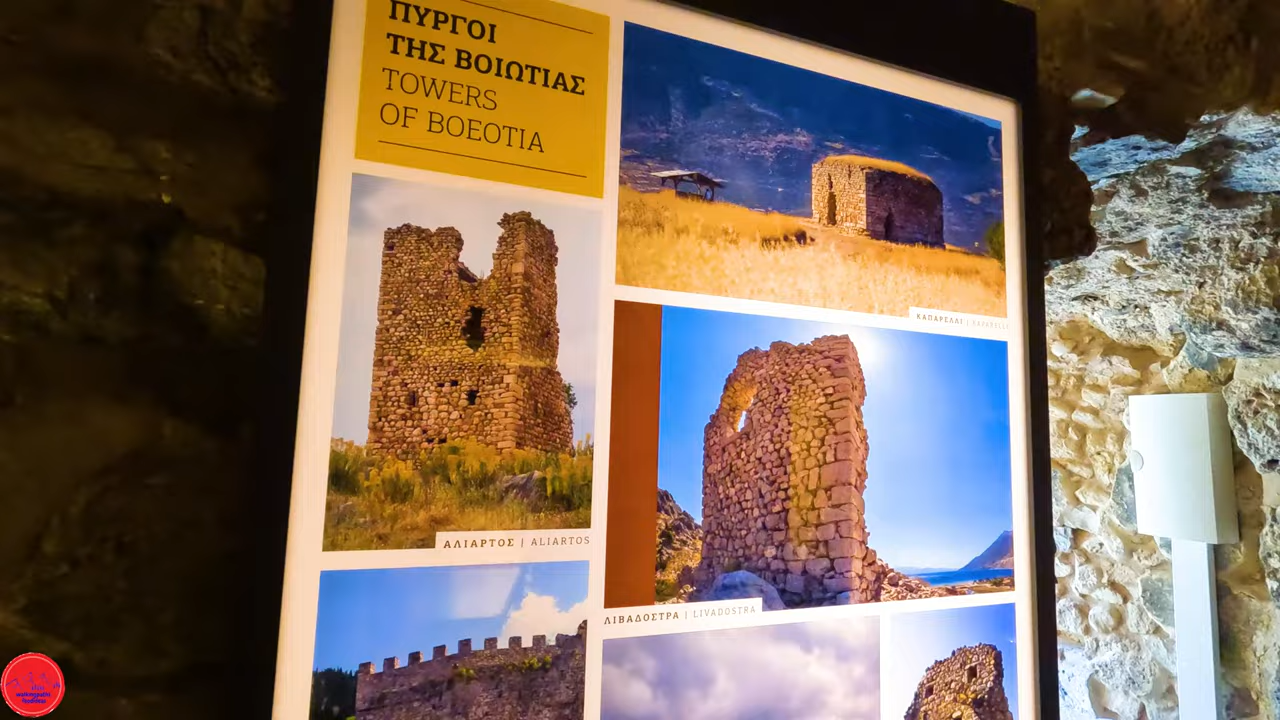 ΠΥΡΓΟΙ
ΤΗΣ ΒΟΙΩΤΙΑΣ
TOWERS
OF BOEOTIA
ΚΑΠΑΡΕΛΛΙ | KAPARELLI
ΑΛΙΑΡΤΟΣ | ALIARTOS
ΛΙΒΑΔΟΣΤΡΑ | LIVADOSTRA